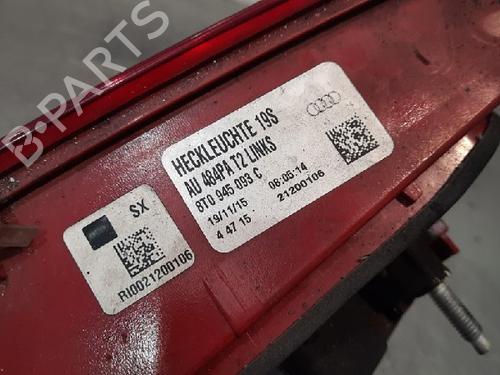 HECKLEUCHTE 19S
AU 484PA T2 LINKS
8T0 945 093 C
19/11/15 06:05:14
4 47 15 21200106
SX
RI0021200106
B-PARTS